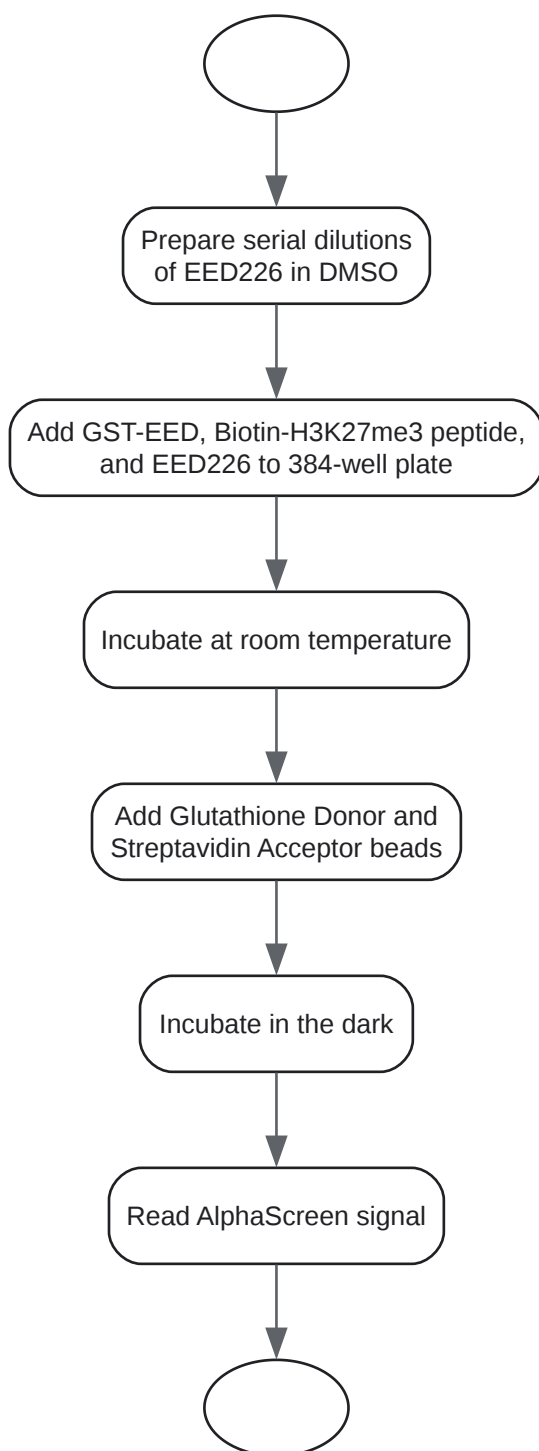 Prepare serial dilutions
of EED226 in DMSO
Add GST-EED, Biotin-H3K27me3 peptide,
and EED226 to 384-well plate
Incubate at room temperature
Add Glutathione Donor and
Streptavidin Acceptor beads
Incubate in the dark
Read AlphaScreen signal